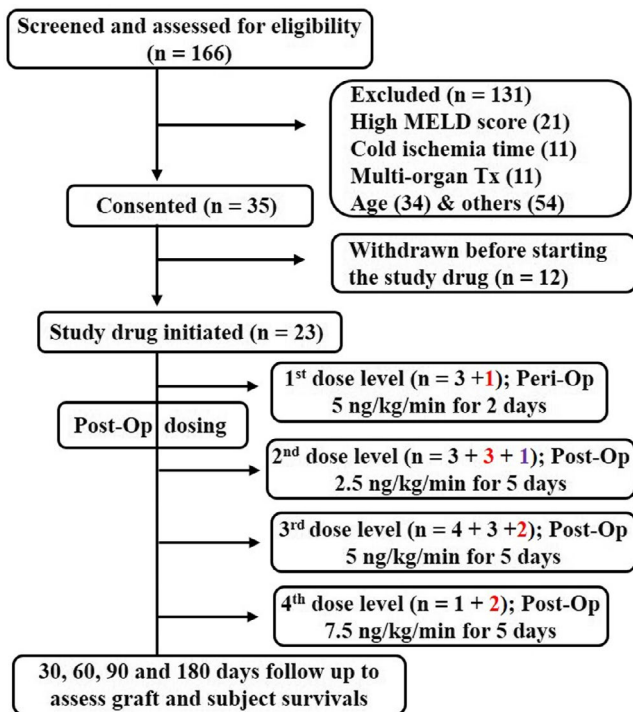 Screened and assessed for eligibility
(n = 166)
Excluded (n = 131)
High MELD score (21)
Cold ischemia time (11)
Multi-organ Tx (11)
Age (34) & others (54)
Consented (n = 35)
Withdrawn before starting
the study drug (n = 12)
Study drug initiated (n = 23)
1st dose level (n = 3 +1); Peri-Op
5 ng/kg/min for 2 days
Post-Op dosing
2nd dose level (n = 3 + 3 + 1); Post-Op
2.5 ng/kg/min for 5 days
3rd dose level (n = 4 + 3 +2); Post-Op
5 ng/kg/min for 5 days
4th dose level (n = 1 + 2); Post-Op
7.5 ng/kg/min for 5 days
30, 60, 90 and 180 days follow up to
assess graft and subject survivals